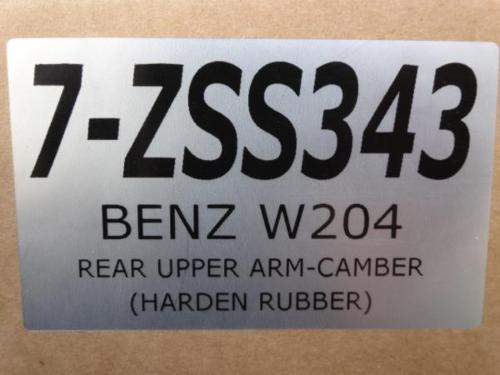 7-ZSS343
BENZ W204
REAR UPPER ARM-CAMBER
(HARDEN RUBBER)